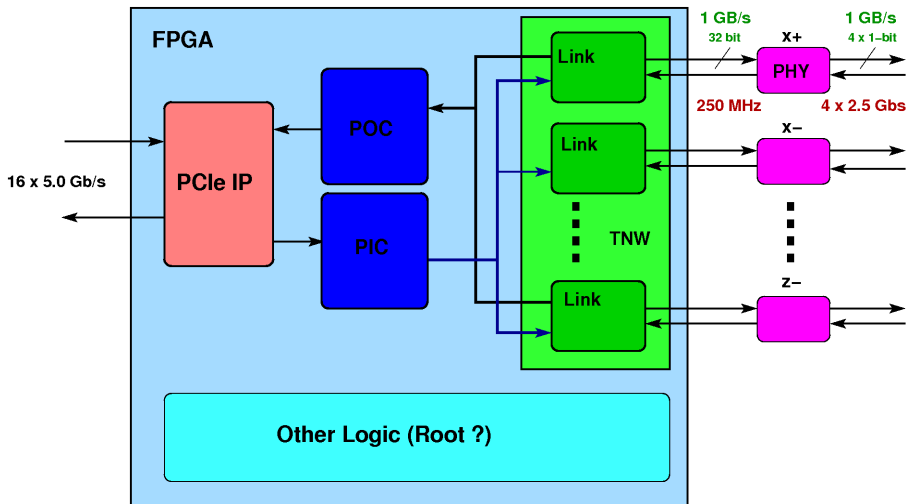 FPGA
16 x 5.0 Gb/s
PCIe IP
POC
PIC
Link
Link
TNW
Link
Other Logic (Root ?)
1 GB/s
32 bit
250 MHz
x+
PHY
1 GB/s
4 x 1-bit
4 x 2.5 Gbs
x-
z-